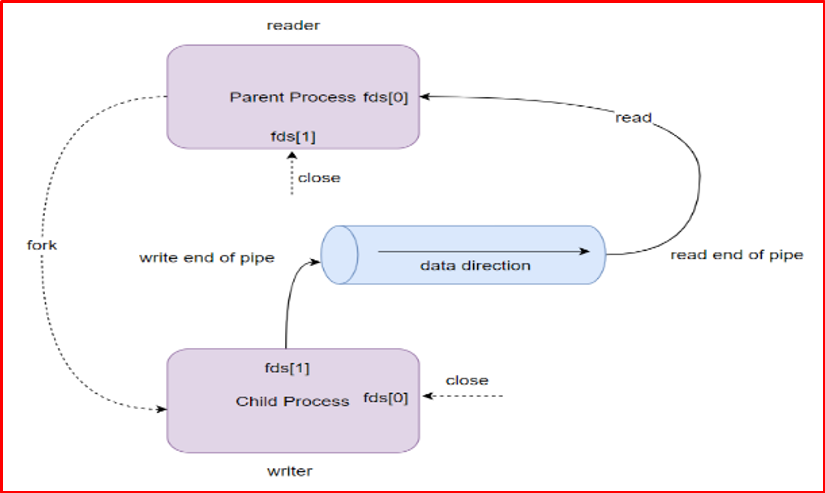 reader
Parent Process fds[0]
fds[1]
close
read
fork
write end of pipe
data direction
read end of pipe
fds[1]
Child Process fds[0]
close
writer